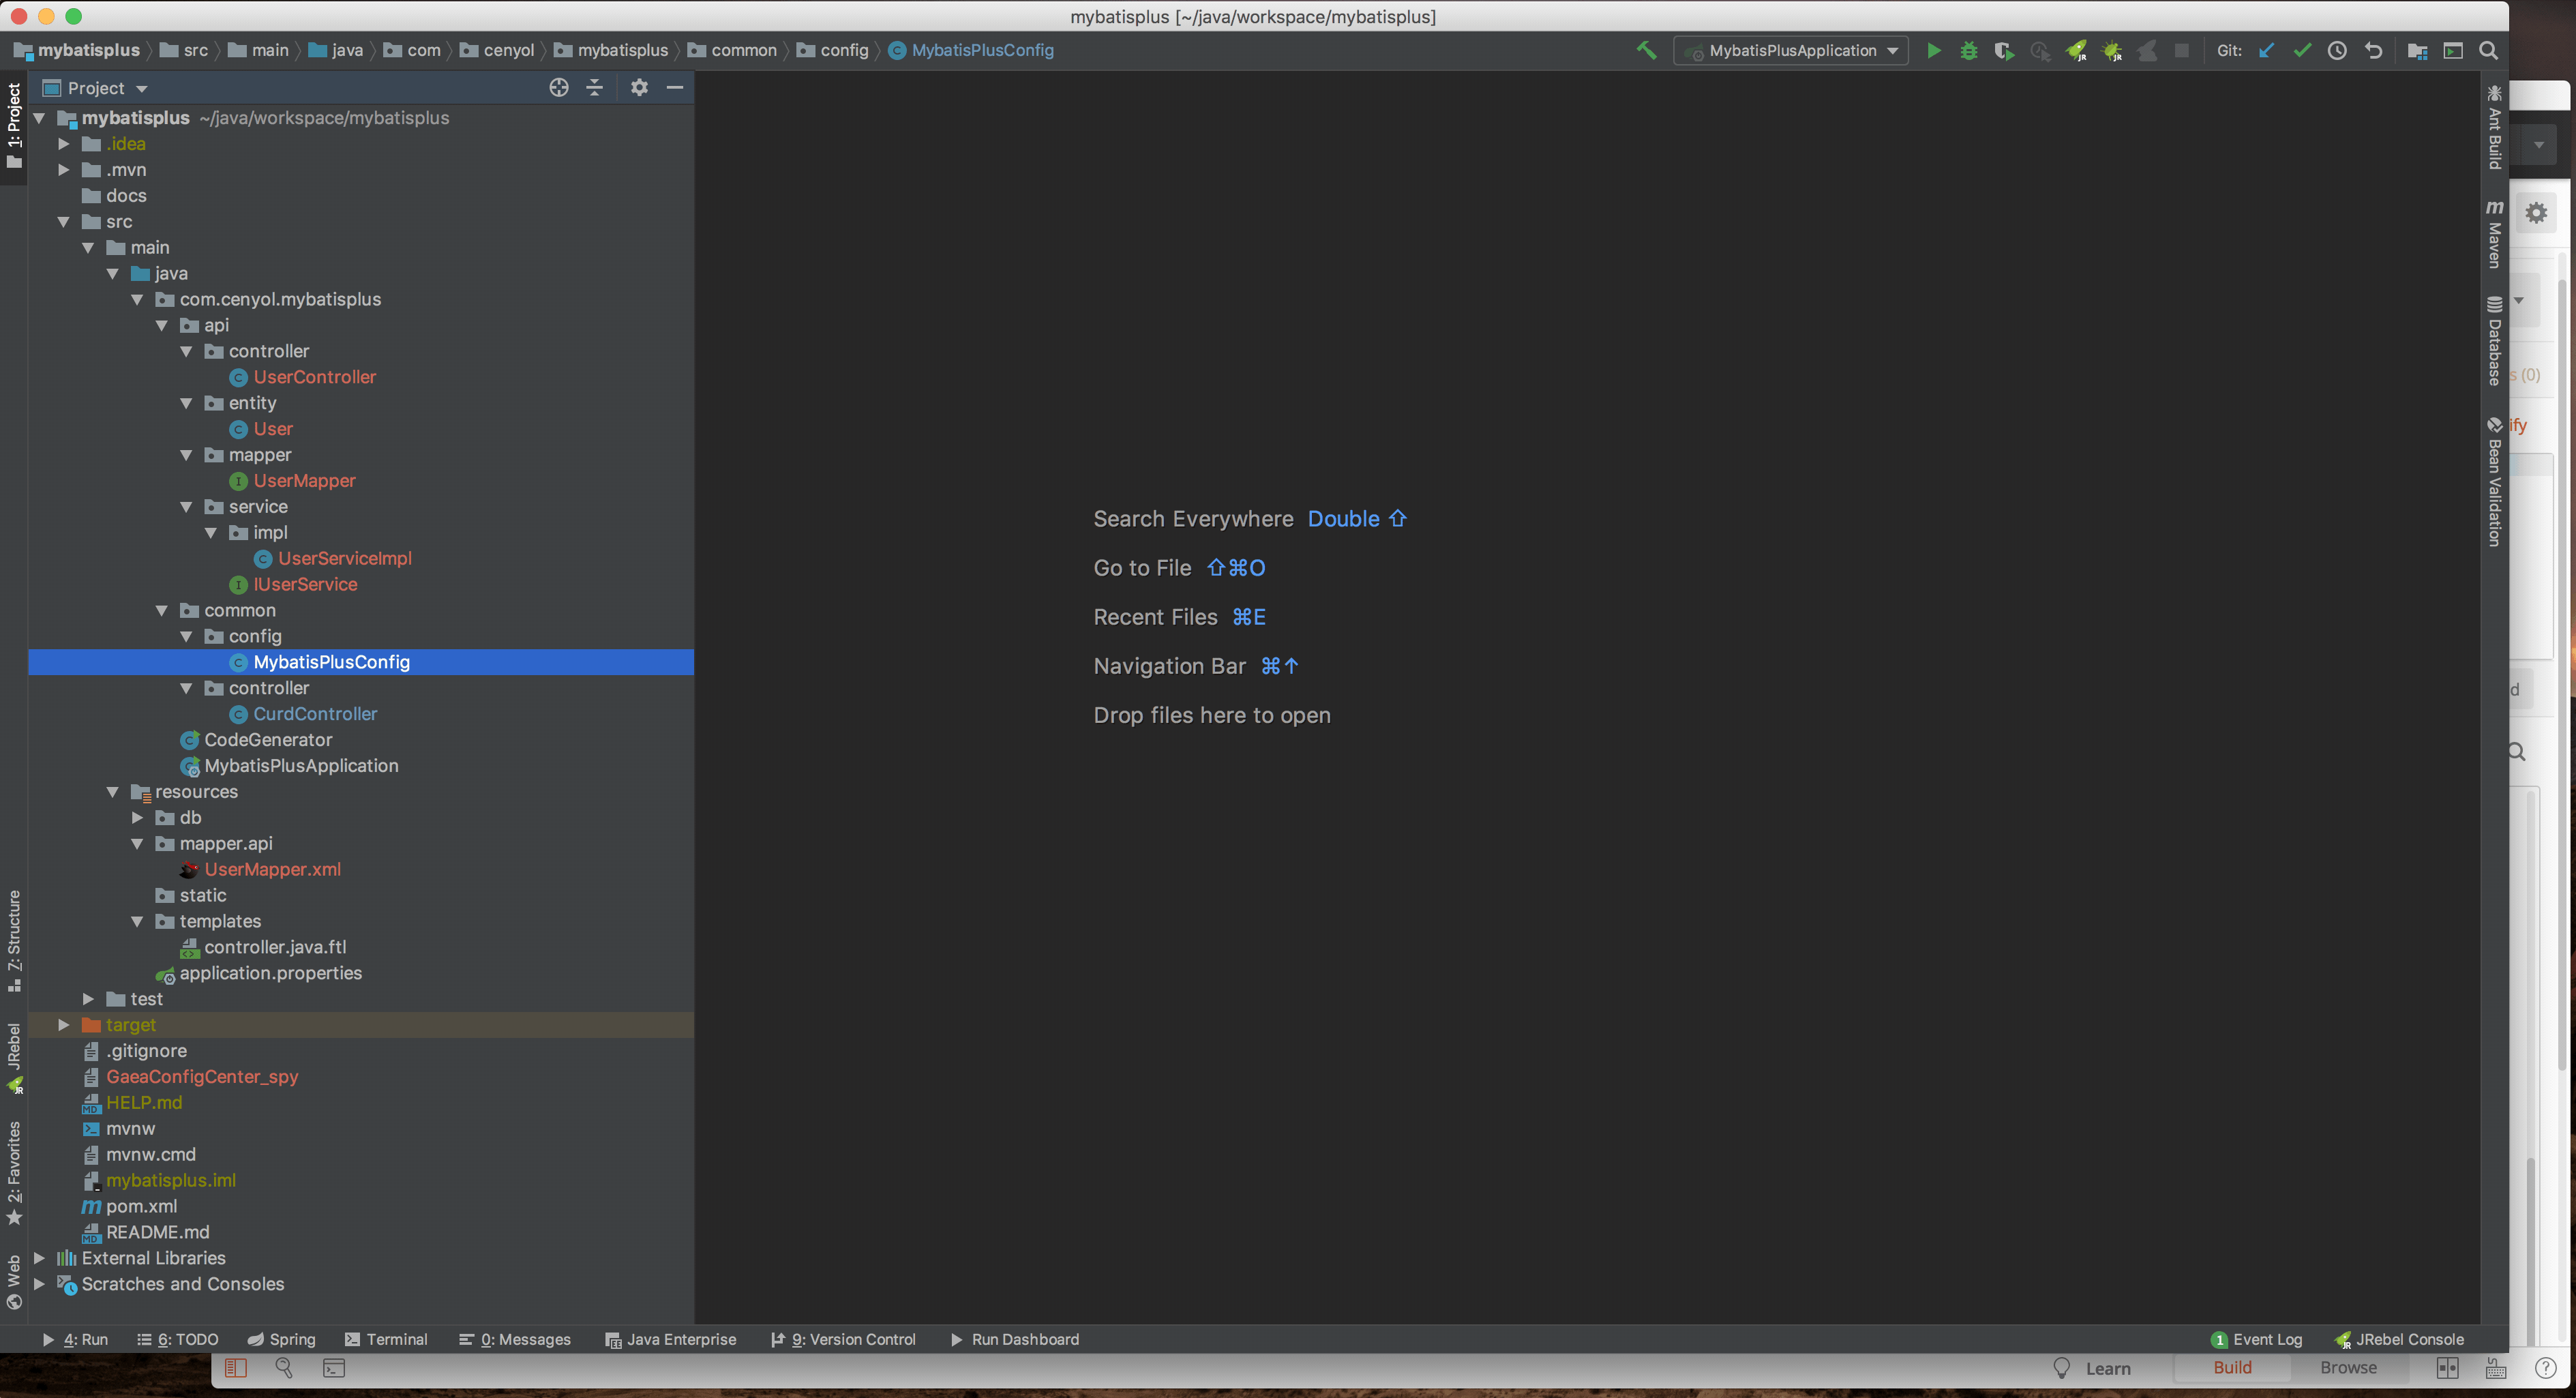 mybatisplus [~/java/workspace/mybatisplus]
mybatisplus src main java com cenyol mybatisplus common config MybatisPlusConfig
MybatisPlusApplication
Git:
Project
1: Project
mybatisplus ~/java/workspace/mybatisplus
.idea
.mvn
docs
src
main
java
com.cenyol.mybatisplus
api
controller
UserController
entity
User
mapper
UserMapper
service
impl
UserServiceImpl
IUserService
common
config
MybatisPlusConfig
controller
CurdController
CodeGenerator
MybatisPlusApplication
resources
db
mapper.api
UserMapper.xml
static
templates
controller.java.ftl
application.properties
test
target
.gitignore
GaeaConfigCenter_spy
HELP.md
mvnw
mvnw.cmd
mybatisplus.iml
pom.xml
README.md
External Libraries
Scratches and Consoles
7: Structure
JRebel
2: Favorites
Web
Search Everywhere Double ⇧
Go to File ⇧⌘O
Recent Files ⌘E
Navigation Bar ⌘↑
Drop files here to open
Ant Build
Maven
Database
Bean Validation
s (0)
ify
d
4: Run 6: TODO Spring Terminal 0: Messages Java Enterprise 9: Version Control Run Dashboard
1 Event Log JRebel Console
Learn Build Browse